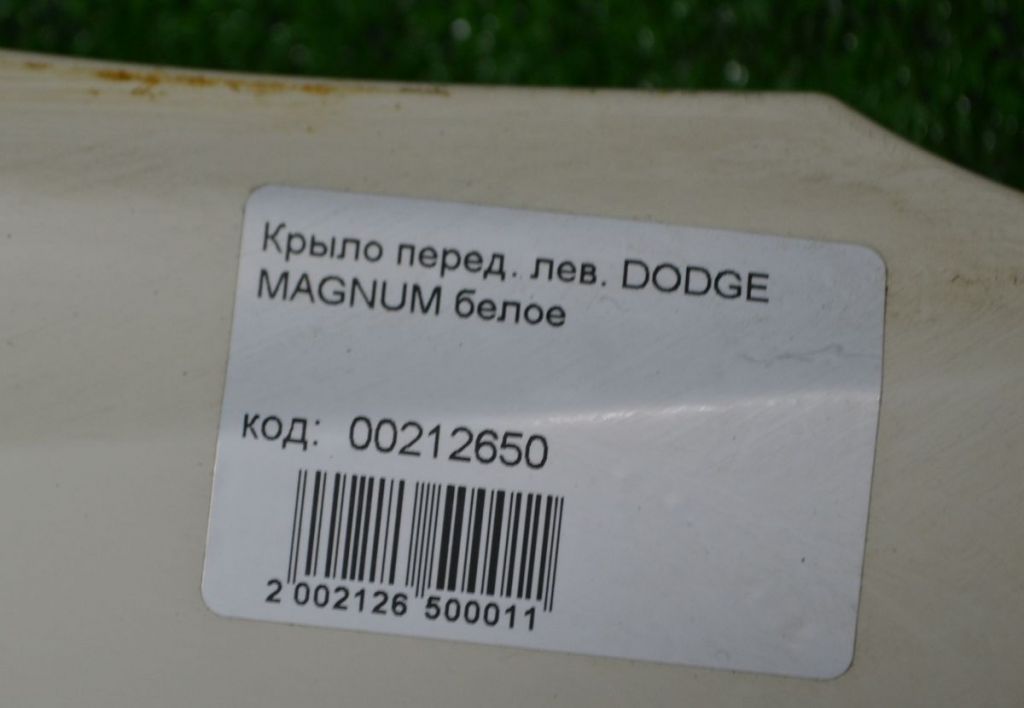 Крыло перед. лев. DODGE
MAGNUM белое
код: 00212650
2 002126 500011